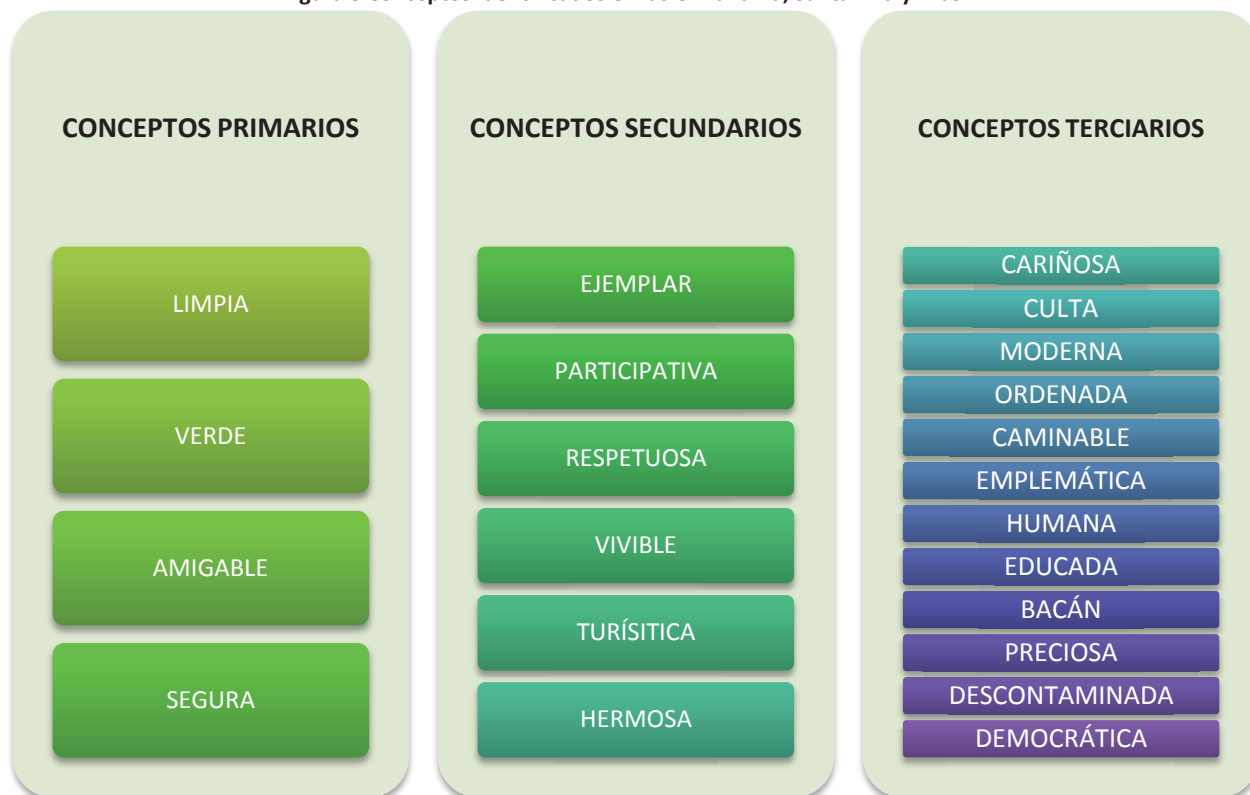 CONCEPTOS PRIMARIOS
LIMPIA
VERDE
AMIGABLE
SEGURA
CONCEPTOS SECUNDARIOS
EJEMPLAR
PARTICIPATIVA
RESPETUOSA
VIVIBLE
TURÍSITICA
HERMOSA
CONCEPTOS TERCIARIOS
CARIÑOSA
CULTA
MODERNA
ORDENADA
CAMINABLE
EMPLEMÁTICA
HUMANA
EDUCADA
BACÁN
PRECIOSA
DESCONTAMINADA
DEMOCRÁTICA